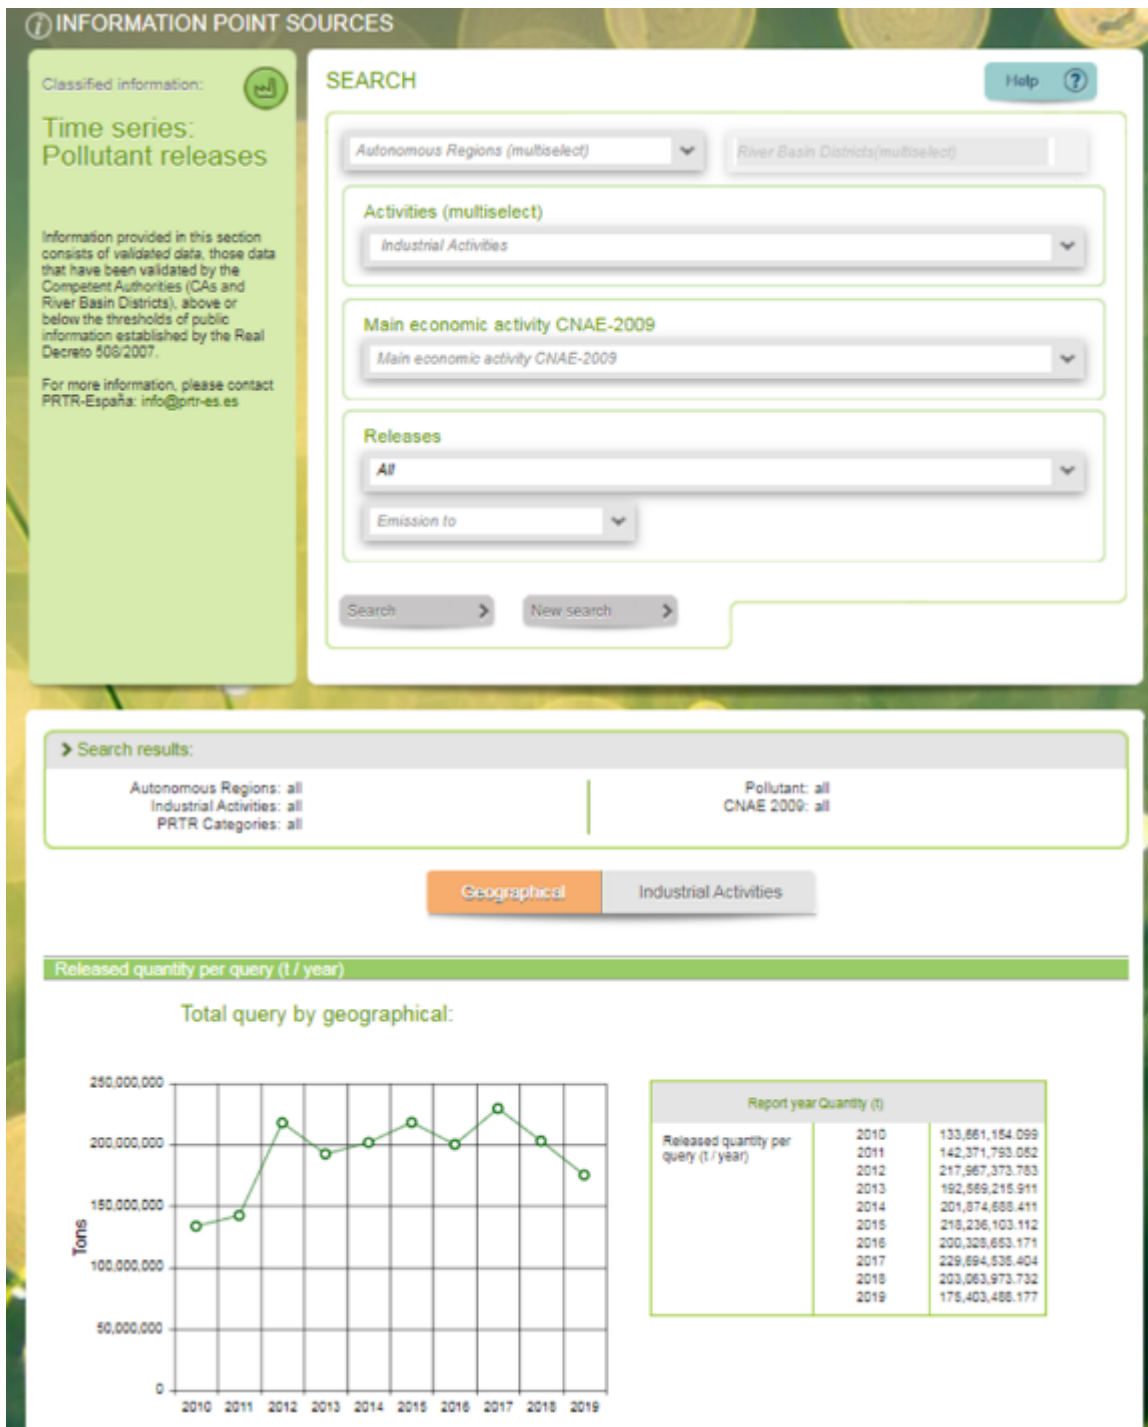 INFORMATION POINT SOURCES
Classified information:
Time series:
Pollutant releases
Information provided in this section
consists of validated data, those data
that have been validated by the
Competent Authorities (CAs and
River Basin Districts), above or
below the thresholds of public
information established by the Real
Decreto 508/2007.
For more information, please contact
PRTR-España: info@prtr-es.es
SEARCH
Help
Autonomous Regions (multiselect)
River Basin Districts(multiselect)
Activities (multiselect)
Industrial Activities
Main economic activity CNAE-2009
Main economic activity CNAE-2009
Releases
All
Emission to
Search
New search
Search results:
Autonomous Regions: all
Industrial Activities: all
PRTR Categories: all
Pollutant: all
CNAE 2009: all
Geographical
Industrial Activities
Released quantity per query (t / year)
Total query by geographical:
250,000,000
200,000,000
150,000,000
100,000,000
50,000,000
0
Tons
2010 2011 2012 2013 2014 2015 2016 2017 2018 2019
Report year Quantity (t)
Released quantity per
query (t / year)
2010 133,661,154.099
2011 142,371,793.052
2012 217,967,373.783
2013 192,569,215.911
2014 201,874,688.411
2015 218,236,103.112
2016 200,328,653.171
2017 229,694,535.404
2018 203,063,973.732
2019 175,403,488.177